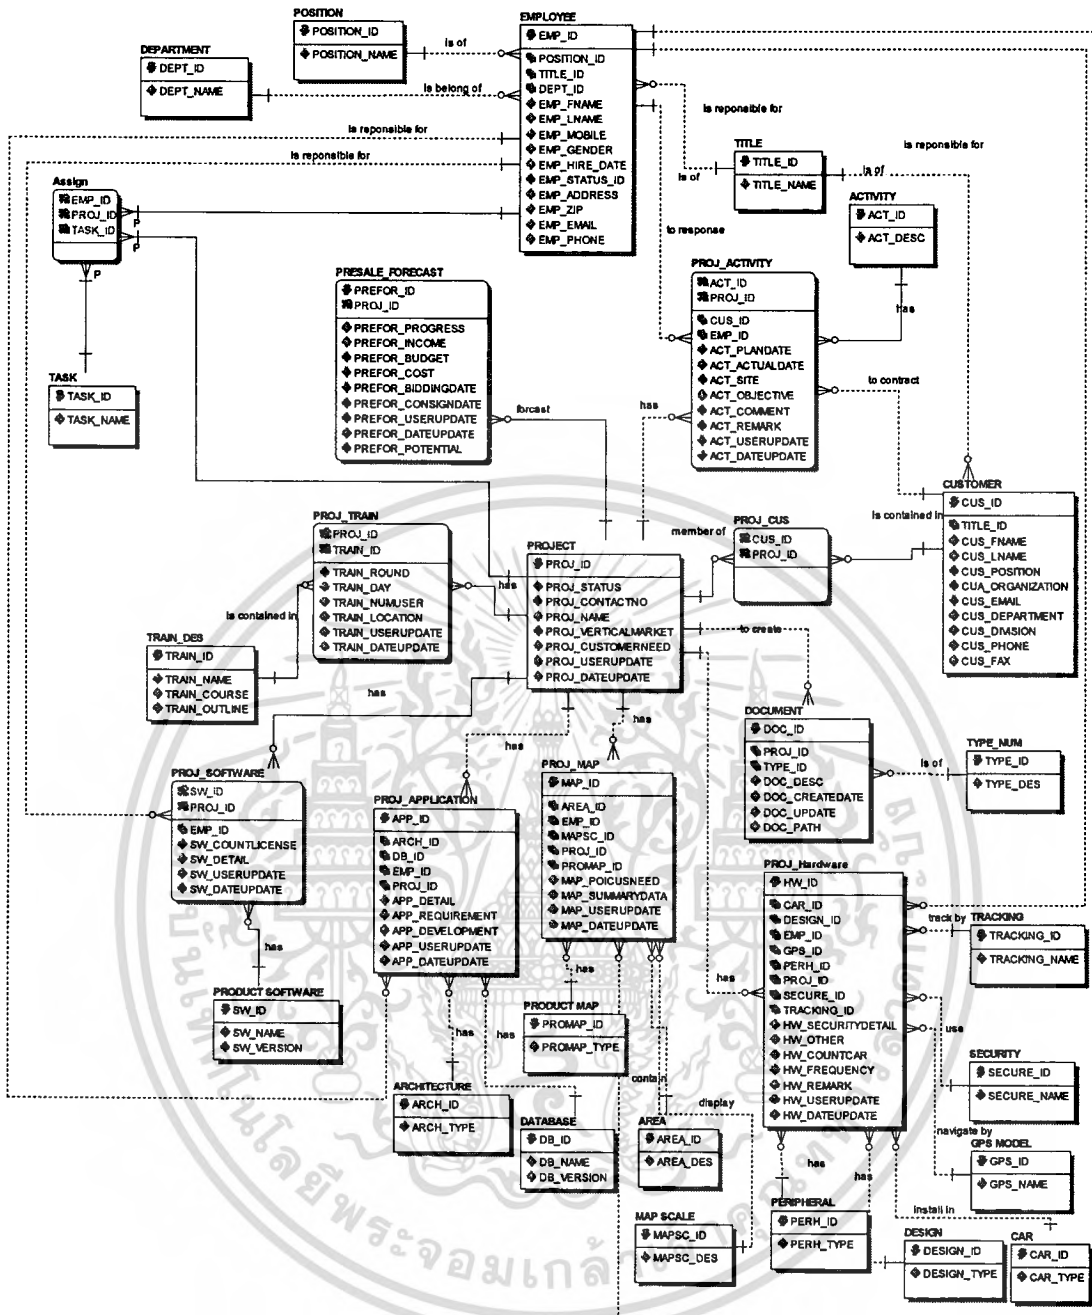 POSITION
POSITION_ID
POSITION_NAME
is of
DEPARTMENT
DEPT_ID
DEPT_NAME
is belong of
EMPLOYEE
EMP_ID
POSITION_ID
TITLE_ID
DEPT_ID
EMP_FNAME
EMP_LNAME
EMP_MOBILE
EMP_GENDER
EMP_HIRE_DATE
EMP_STATUS_ID
EMP_ADDRESS
EMP_ZIP
EMP_EMAIL
EMP_PHONE
is reponsible for
is reponsible for
is reponsible for
is reponsible for
is of
TITLE
TITLE_ID
TITLE_NAME
is of
ACTIVITY
ACT_ID
ACT_DESC
has
Assign
EMP_ID
PROJ_ID
TASK_ID
P
P
P
TASK
TASK_ID
TASK_NAME
PRESALE_FORECAST
PREFOR_ID
PROJ_ID
PREFOR_PROGRESS
PREFOR_INCOME
PREFOR_BUDGET
PREFOR_COST
PREFOR_BIDDINGDATE
PREFOR_CONSIGNDATE
PREFOR_USERUPDATE
PREFOR_DATEUPDATE
PREFOR_POTENTIAL
forcast
to response
PROJ_ACTIVITY
ACT_ID
PROJ_ID
CUS_ID
EMP_ID
ACT_PLANDATE
ACT_ACTUALDATE
ACT_SITE
ACT_OBJECTIVE
ACT_COMMENT
ACT_REMARK
ACT_USERUPDATE
ACT_DATEUPDATE
has
to contract
CUSTOMER
CUS_ID
TITLE_ID
CUS_FNAME
CUS_LNAME
CUS_POSITION
CUA_ORGANIZATION
CUS_EMAIL
CUS_DEPARTMENT
CUS_DIVISION
CUS_PHONE
CUS_FAX
is contained in
PROJ_CUS
CUS_ID
PROJ_ID
member of
PROJ_TRAIN
PROJ_ID
TRAIN_ID
TRAIN_ROUND
TRAIN_DAY
TRAIN_NUMUSER
TRAIN_LOCATION
TRAIN_USERUPDATE
TRAIN_DATEUPDATE
has
is contained in
TRAIN_DES
TRAIN_ID
TRAIN_NAME
TRAIN_COURSE
TRAIN_OUTLINE
PROJECT
PROJ_ID
PROJ_STATUS
PROJ_CONTACTNO
PROJ_NAME
PROJ_VERTICALMARKET
PROJ_CUSTOMERNEED
PROJ_USERUPDATE
PROJ_DATEUPDATE
to create
has
has
has
DOCUMENT
DOC_ID
PROJ_ID
TYPE_ID
DOC_DESC
DOC_CREATEDATE
DOC_UPDATE
DOC_PATH
is of
TYPE_NUM
TYPE_ID
TYPE_DES
PROJ_SOFTWARE
SW_ID
PROJ_ID
EMP_ID
SW_COUNTLICENSE
SW_DETAIL
SW_USERUPDATE
SW_DATEUPDATE
has
PRODUCT SOFTWARE
SW_ID
SW_NAME
SW_VERSION
PROJ_APPLICATION
APP_ID
ARCH_ID
DB_ID
EMP_ID
PROJ_ID
APP_DETAIL
APP_REQUIREMENT
APP_DEVELOPMENT
APP_USERUPDATE
APP_DATEUPDATE
has
has
ARCHITECTURE
ARCH_ID
ARCH_TYPE
DATABASE
DB_ID
DB_NAME
DB_VERSION
PROJ_MAP
MAP_ID
AREA_ID
EMP_ID
MAPSC_ID
PROJ_ID
PROMAP_ID
MAP_POICUSNEED
MAP_SUMMARYDATA
MAP_USERUPDATE
MAP_DATEUPDATE
has
PRODUCT MAP
PROMAP_ID
PROMAP_TYPE
contain
display
AREA
AREA_ID
AREA_DES
MAP SCALE
MAPSC_ID
MAPSC_DES
has
PROJ_Hardware
HW_ID
CAR_ID
DESIGN_ID
EMP_ID
GPS_ID
PERH_ID
PROJ_ID
SECURE_ID
TRACKING_ID
HW_SECURITYDETAIL
HW_OTHER
HW_COUNTCAR
HW_FREQUENCY
HW_REMARK
HW_USERUPDATE
HW_DATEUPDATE
track by
TRACKING
TRACKING_ID
TRACKING_NAME
use
SECURITY
SECURE_ID
SECURE_NAME
navigate by
GPS MODEL
GPS_ID
GPS_NAME
has
has
install in
PERIPHERAL
PERH_ID
PERH_TYPE
DESIGN
DESIGN_ID
DESIGN_TYPE
CAR
CAR_ID
CAR_TYPE